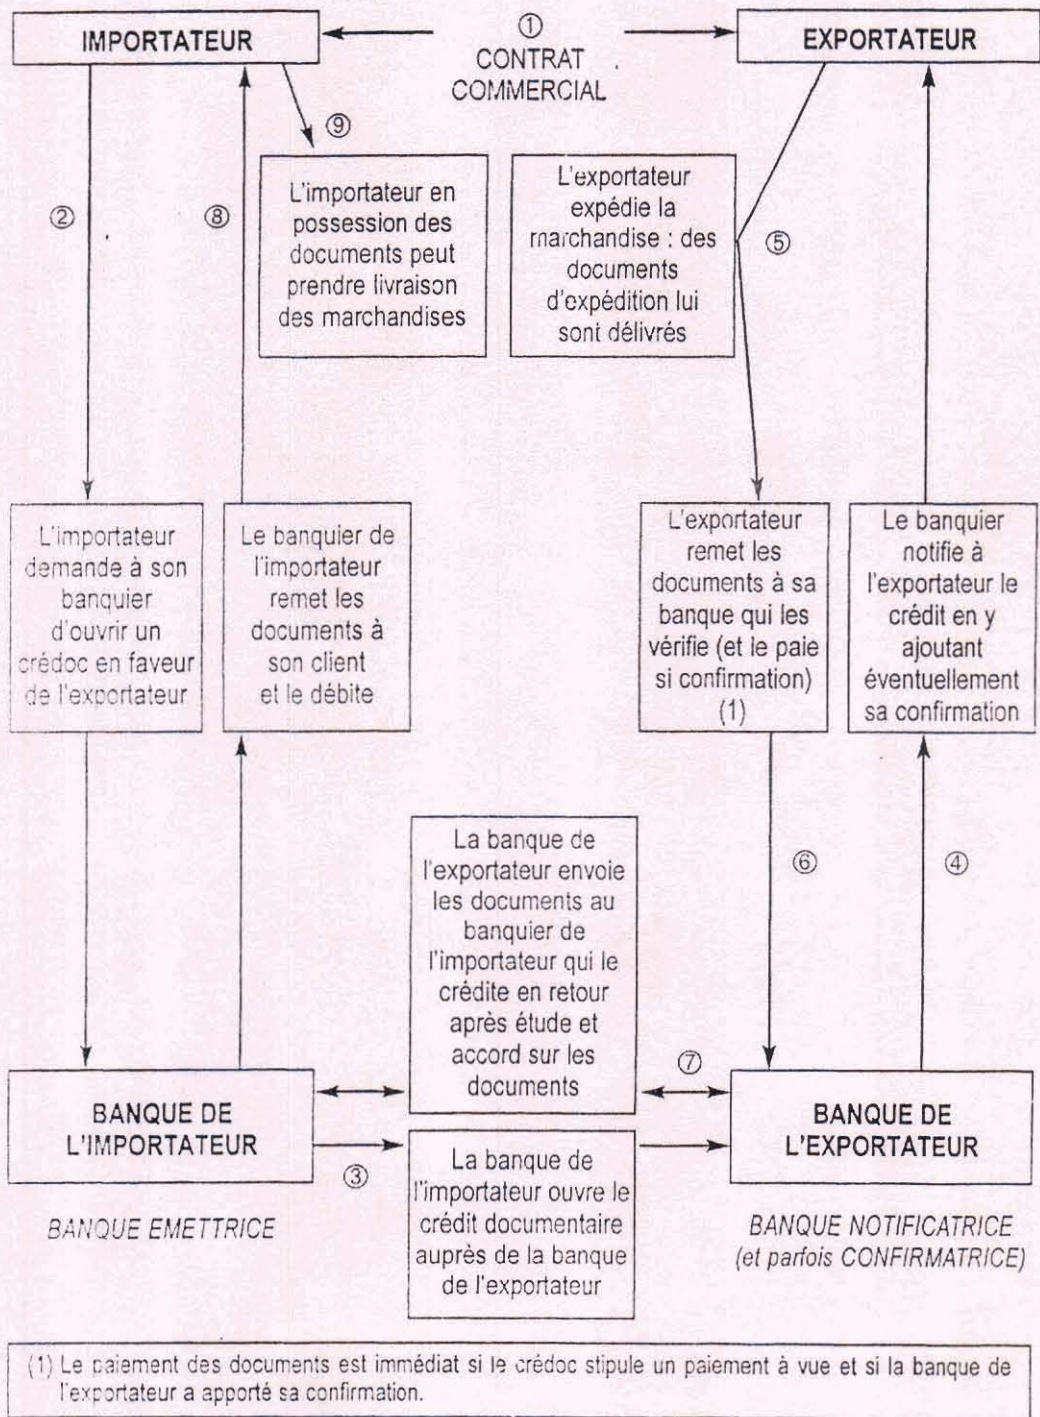 IMPORTATEUR
①
CONTRAT
COMMERCIAL
EXPORTATEUR
②
⑧
⑨
L'importateur en
possession des
documents peut
prendre livraison
des marchandises
L'exportateur
expédie la
marchandise : des
documents
d'expédition lui
sont délivrés
⑤
L'importateur
demande à son
banquier
d'ouvrir un
crédoc en faveur
de l'exportateur
Le banquier de
l'importateur
remet les
documents à
son client
et le débite
L'exportateur
remet les
documents à sa
banque qui les
vérifie (et le paie
si confirmation)
(1)
Le banquier
notifie à
l'exportateur le
crédit en y
ajoutant
éventuellement
sa confirmation
La banque de
l'exportateur envoie
les documents au
banquier de
l'importateur qui le
crédite en retour
après étude et
accord sur les
documents
⑥
④
⑦
BANQUE DE
L'IMPORTATEUR
BANQUE DE
L'EXPORTATEUR
③
La banque de
l'importateur ouvre le
crédit documentaire
auprès de la banque
de l'exportateur
BANQUE EMETTRICE
BANQUE NOTIFICATRICE
(et parfois CONFIRMATRICE)
(1) Le paiement des documents est immédiat si le crédoc stipule un paiement à vue et si la banque de
l'exportateur a apporté sa confirmation.